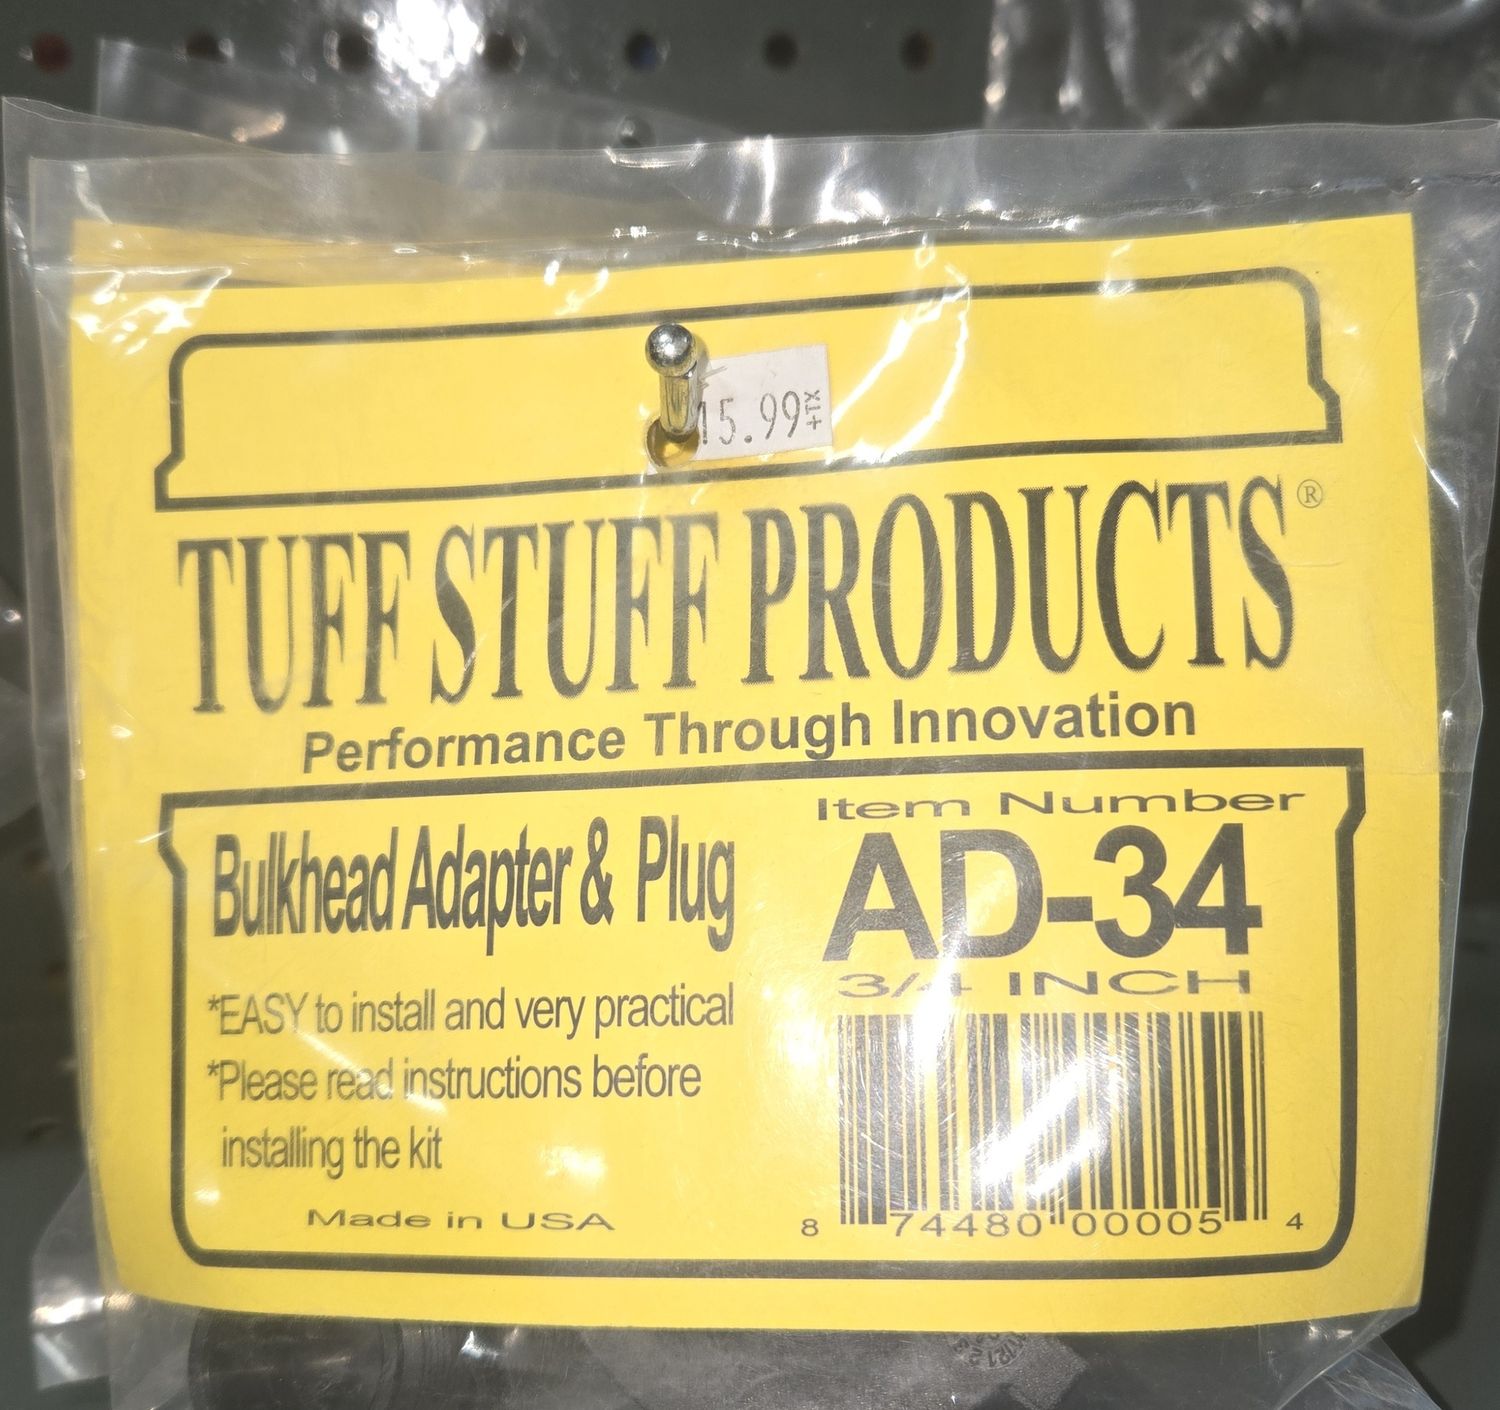 15.99 +TX
TUFF STUFF PRODUCTS®
Performance Through Innovation
Bulkhead Adapter & Plug
*EASY to install and very practical
*Please read instructions before
installing the kit
Made in USA
Item Number
AD-34
3/4 INCH
8 74480 00005 4